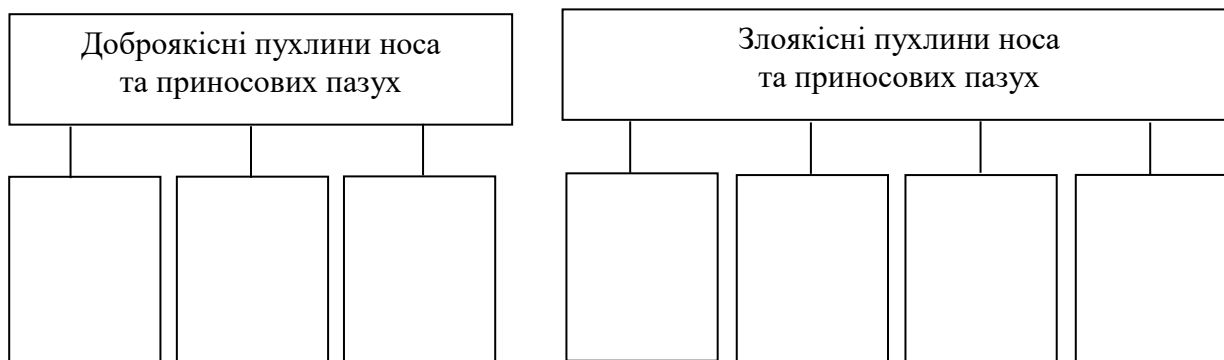 Доброякісні пухлини носа
та приносових пазух
Злоякісні пухлини носа
та приносових пазух